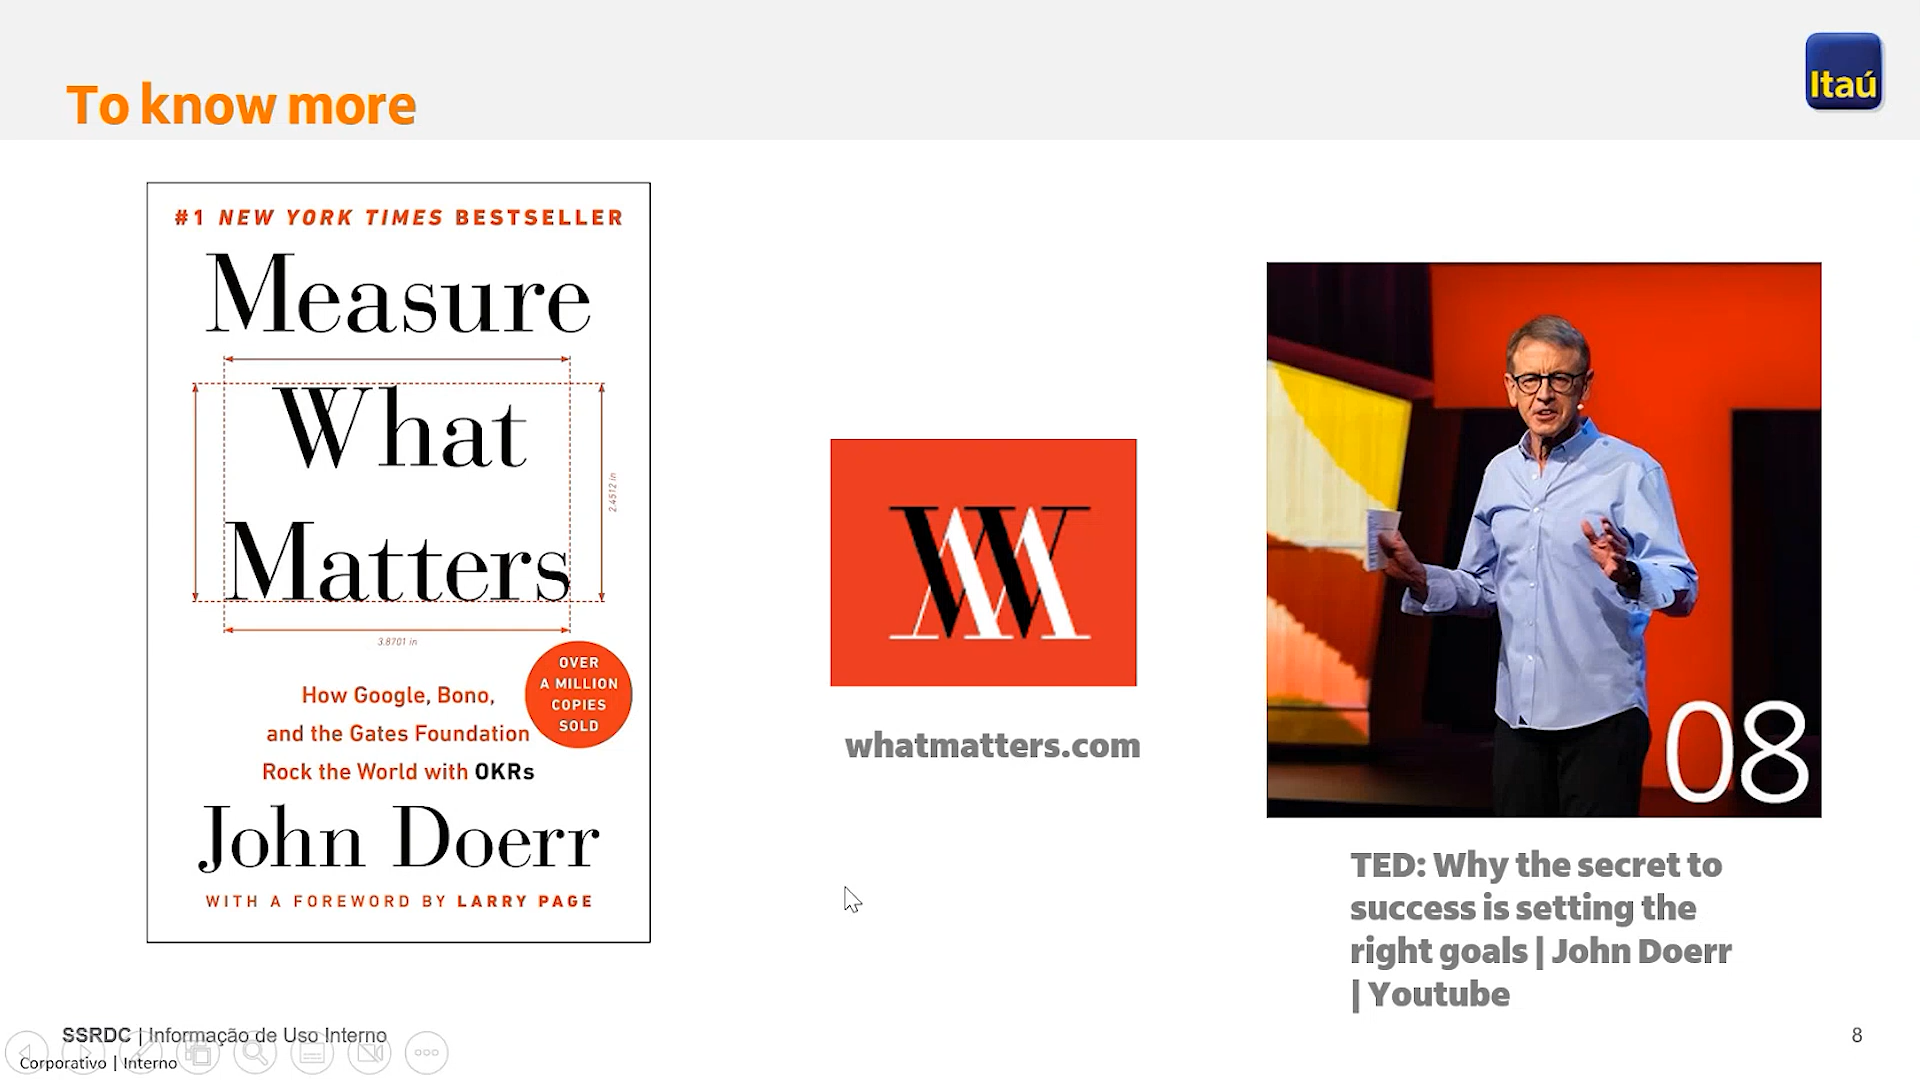 To know more
Itaú
#1 NEW YORK TIMES BESTSELLER
Measure
What
Matters
2.4512 in
3.8701 in
OVER
A MILLION
COPIES
SOLD
How Google, Bono,
and the Gates Foundation
Rock the World with OKRs
John Doerr
WITH A FOREWORD BY LARRY PAGE
whatmatters.com
08
TED: Why the secret to
success is setting the
right goals | John Doerr
| Youtube
SSRDC | Informação de Uso Interno
Corporativo | Interno
8